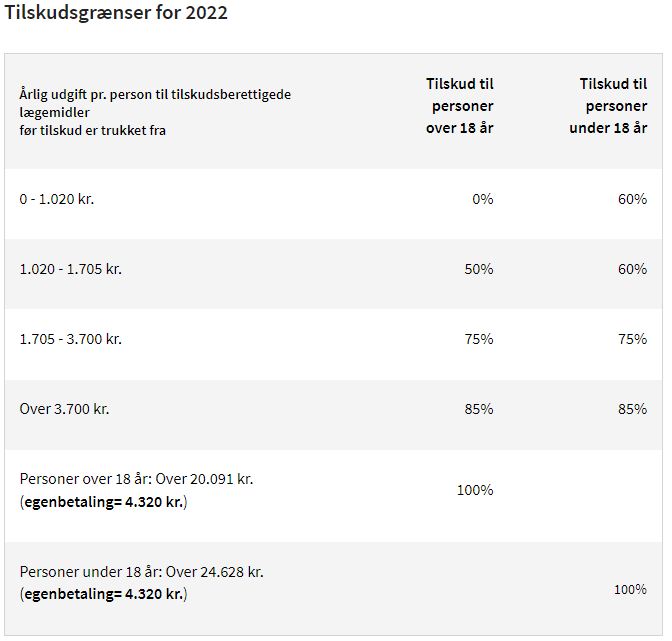 Tilskudsgrænser for 2022
Årlig udgift pr. person til tilskudsberettigede
lægemidler
før tilskud er trukket fra
Tilskud til
personer
over 18 år
Tilskud til
personer
under 18 år
0 - 1.020 kr. 0% 60%
1.020 - 1.705 kr. 50% 60%
1.705 - 3.700 kr. 75% 75%
Over 3.700 kr. 85% 85%
Personer over 18 år: Over 20.091 kr.
(egenbetaling= 4.320 kr.)
100%
Personer under 18 år: Over 24.628 kr.
(egenbetaling= 4.320 kr.)
100%